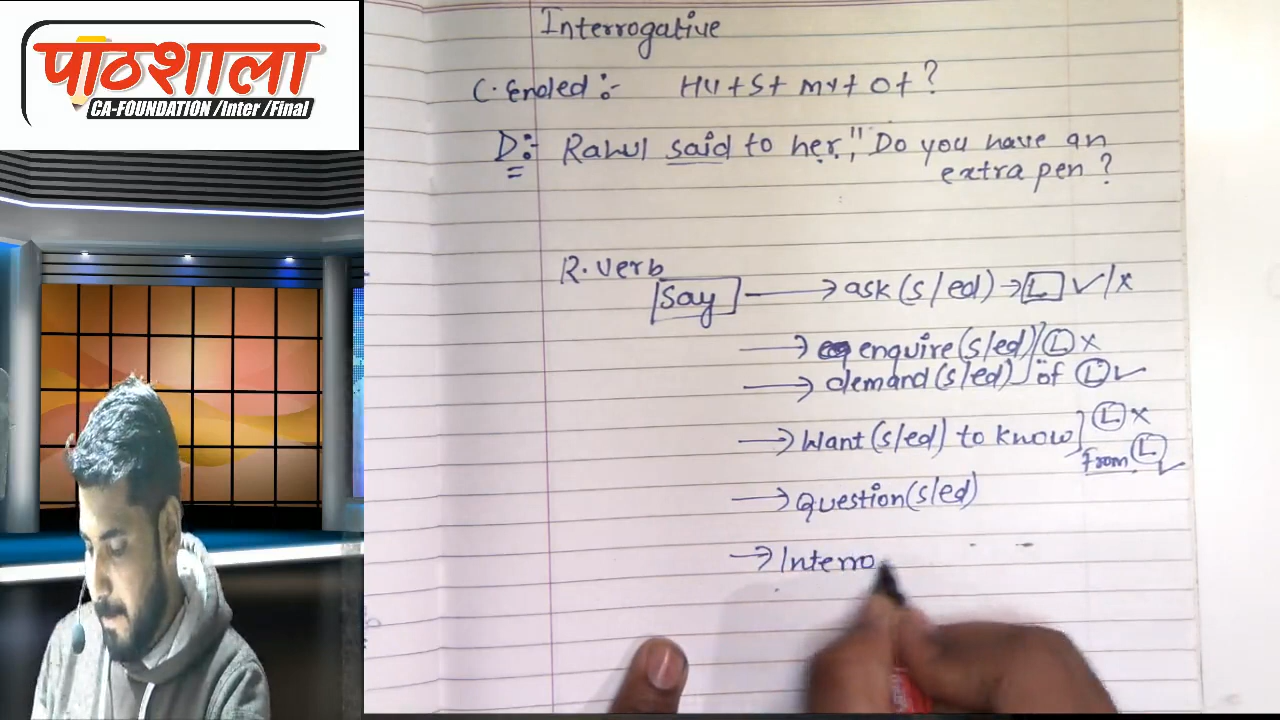 पाठशाला
CA-FOUNDATION /Inter /Final
Interrogative
C. Ended :- HV + S + MV + O + ?
D:- Rahul said to her, "Do you have an
extra pen ?
R. Verb
Say → ask (s/ed) → L ✓/×
→ enquire (s/ed) L ×
→ demand (s/ed) of L ✓
→ Want (s/ed) to know L ×
From L ✓
→ Question (s/ed)
→ Interro